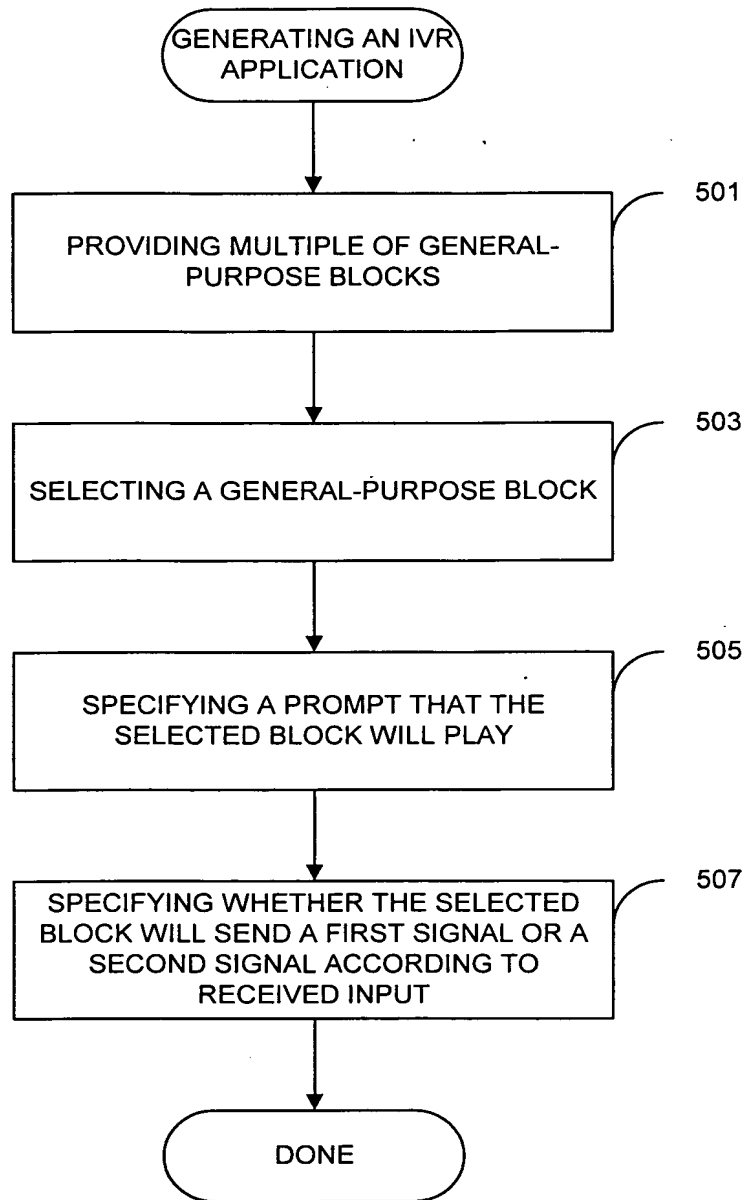 GENERATING AN IVR
APPLICATION
501
PROVIDING MULTIPLE OF GENERAL-
PURPOSE BLOCKS
503
SELECTING A GENERAL-PURPOSE BLOCK
505
SPECIFYING A PROMPT THAT THE
SELECTED BLOCK WILL PLAY
507
SPECIFYING WHETHER THE SELECTED
BLOCK WILL SEND A FIRST SIGNAL OR A
SECOND SIGNAL ACCORDING TO
RECEIVED INPUT
DONE